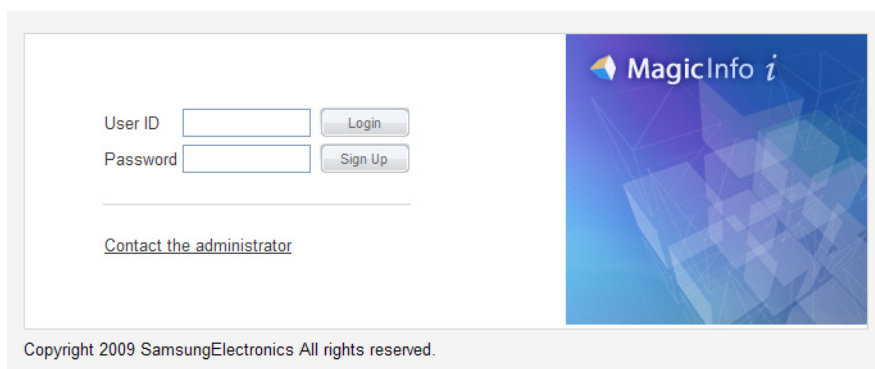 MagicInfo i
User ID
Login
Password
Sign Up
Contact the administrator
Copyright 2009 SamsungElectronics All rights reserved.